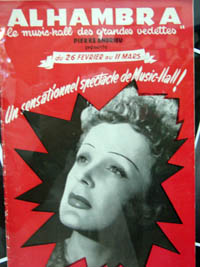 ALHAMBRA
"le music-hall des grandes vedettes"
PIERRE ANDRIEU
présente
du 26 FEVRIER au 11 MARS
Un sensationnel spectacle de Music-Hall!